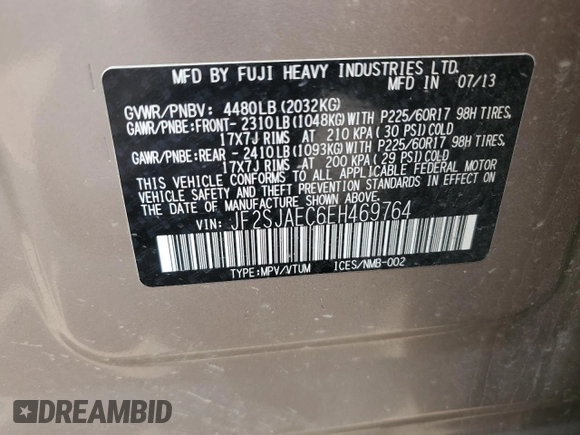 MFD BY FUJI HEAVY INDUSTRIES LTD.
MFD IN 07/13
GVWR/PNBV: 4480LB(2032KG)
GAWR/PNBE:FRONT-2310LB(1048KG)WITH P225/60R17 98H TIRES,
17X7J RIMS AT 210 KPA(30 PSI)COLD
GAWR/PNBE:REAR -2410LB(1093KG)WITH P225/60R17 98H TIRES,
17X7J RIMS AT 200 KPA(29 PSI)COLD
THIS VEHICLE CONFORMS TO ALL APPLICABLE FEDERAL MOTOR
VEHICLE SAFETY AND THEFT PREVENTION STANDARDS IN EFFECT ON THE
DATE OF MANUFACTURE SHOWN ABOVE.
VIN: JF2SJAEC6EH469764
TYPE:MPV/VTUM ICES/NMB-002
DREAMBID